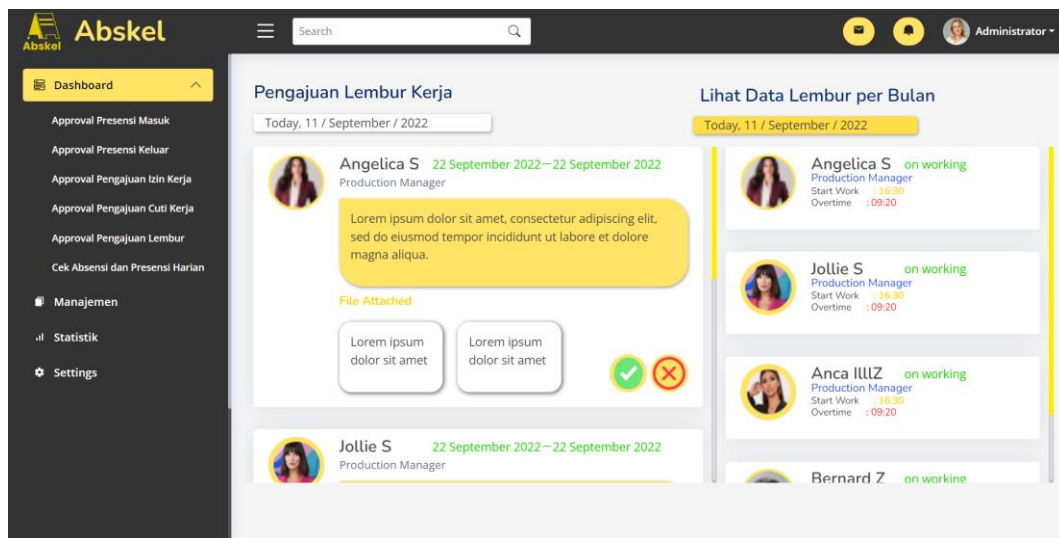 Abskel
Abskel
Search
Administrator
Dashboard
Approval Presensi Masuk
Approval Presensi Keluar
Approval Pengajuan Izin Kerja
Approval Pengajuan Cuti Kerja
Approval Pengajuan Lembur
Cek Absensi dan Presensi Harian
Manajemen
Statistik
Settings
Pengajuan Lembur Kerja
Today, 11 / September / 2022
Angelica S 22 September 2022—22 September 2022
Production Manager
Lorem ipsum dolor sit amet, consectetur adipiscing elit,
sed do eiusmod tempor incididunt ut labore et dolore
magna aliqua.
File Attached
Lorem ipsum
dolor sit amet
Lorem ipsum
dolor sit amet
Jollie S 22 September 2022—22 September 2022
Production Manager
Lihat Data Lembur per Bulan
Today, 11 / September / 2022
Angelica S on working
Production Manager
Start Work : 16:30
Overtime : 09:20
Jollie S on working
Production Manager
Start Work : 16:30
Overtime : 09:20
Anca IlllZ on working
Production Manager
Start Work : 16:30
Overtime : 09:20
Bernard Z on working